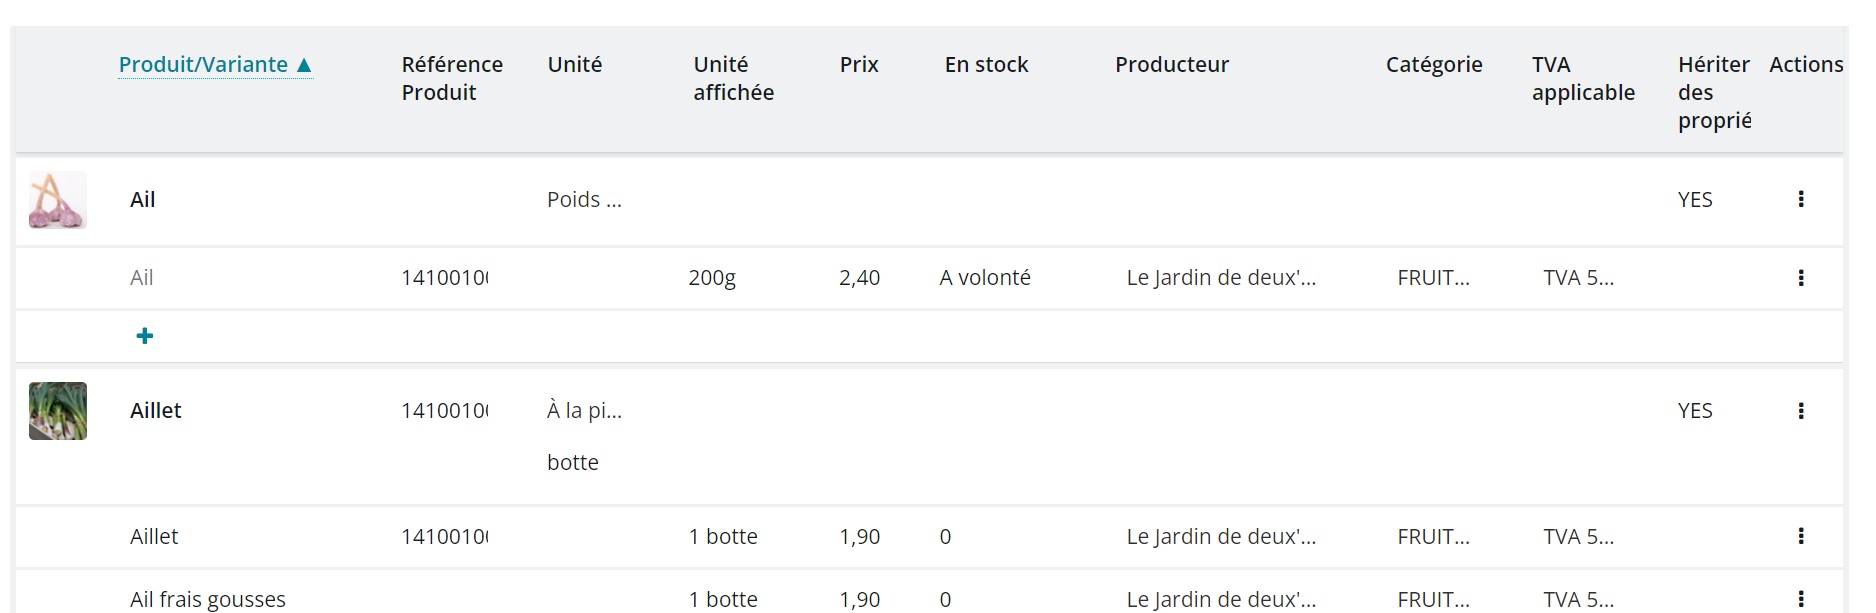 Produit/Variante ▲ Référence Produit Unité Unité affichée Prix En stock Producteur Catégorie TVA applicable Hériter des proprié Actions
Ail Poids ... YES
Ail 1410010 200g 2,40 A volonté Le Jardin de deux'... FRUIT... TVA 5...
+
Aillet 1410010 À la pi... YES
botte
Aillet 1410010 1 botte 1,90 0 Le Jardin de deux'... FRUIT... TVA 5...
Ail frais gousses 1 botte 1,90 0 Le Jardin de deux'... FRUIT... TVA 5...